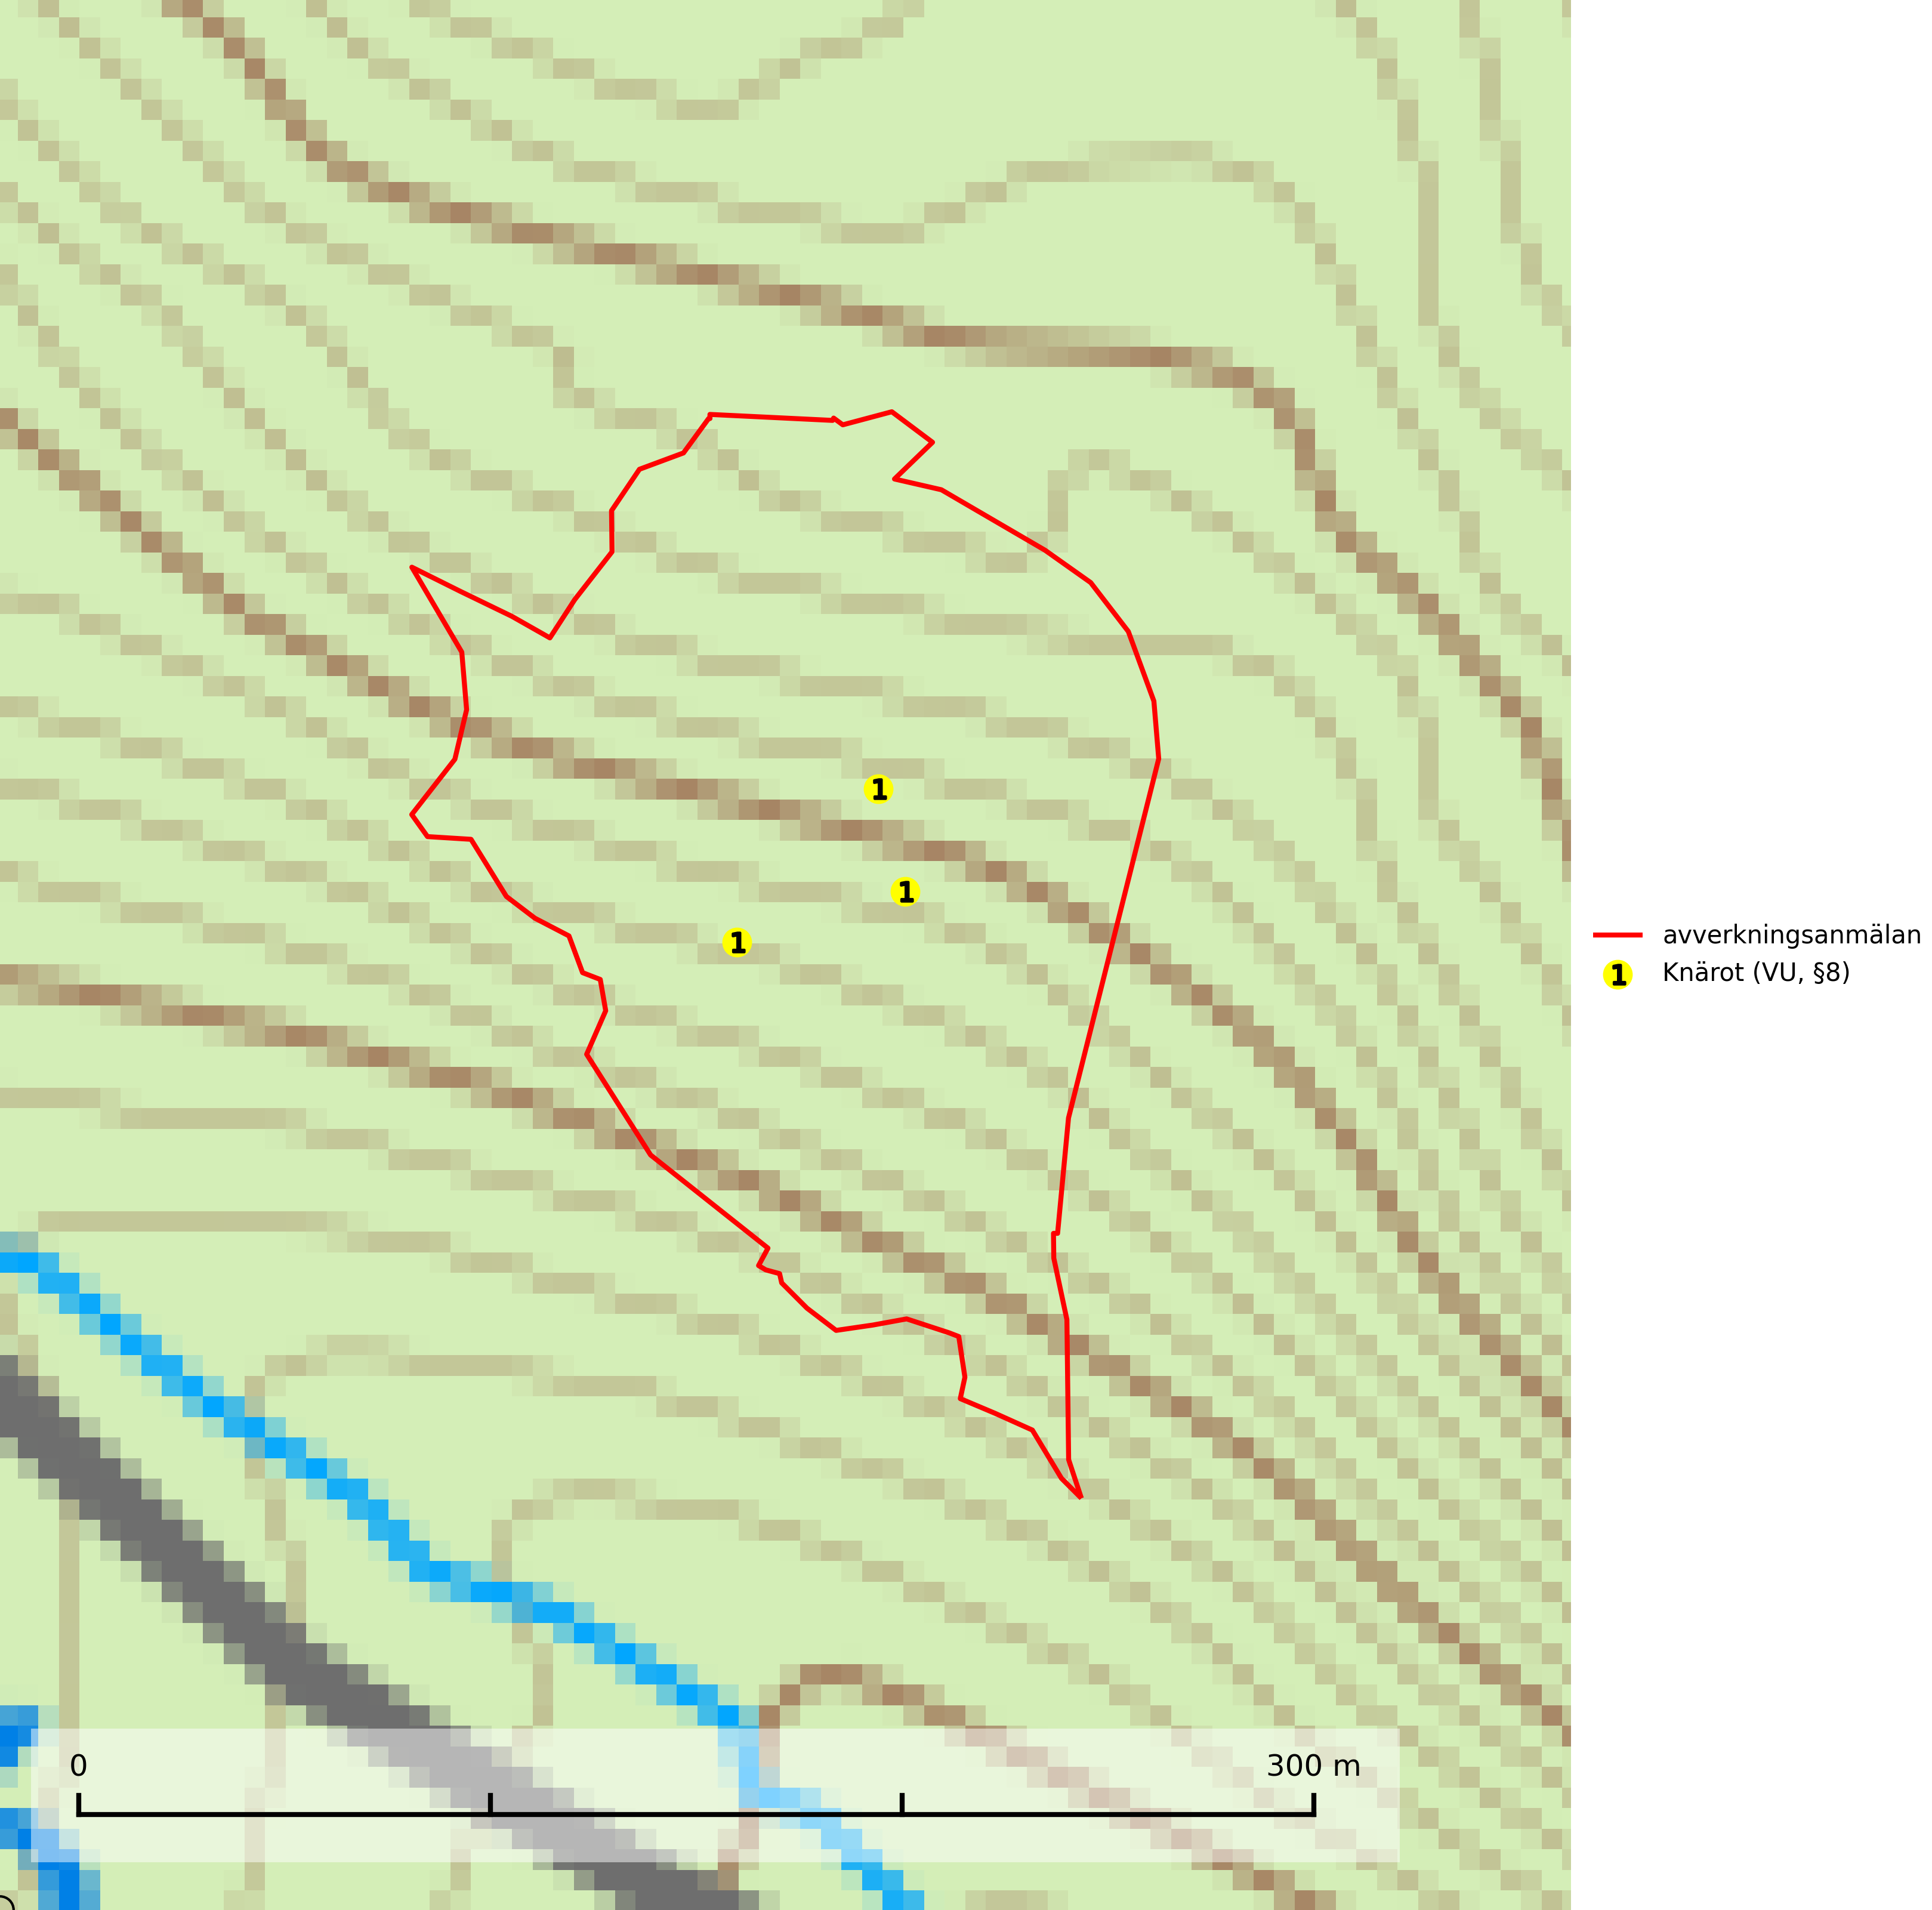 1
1
1
avverkningsanmälan
1 Knärot (VU, §8)
0 300 m